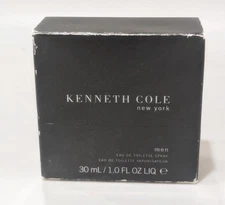 KENNETH COLE
new york
men
EAU DE TOILETTE SPRAY
EAU DE TOILETTE VAPORISATEUR
30 mL / 1.0 FL OZ LIQ ℮